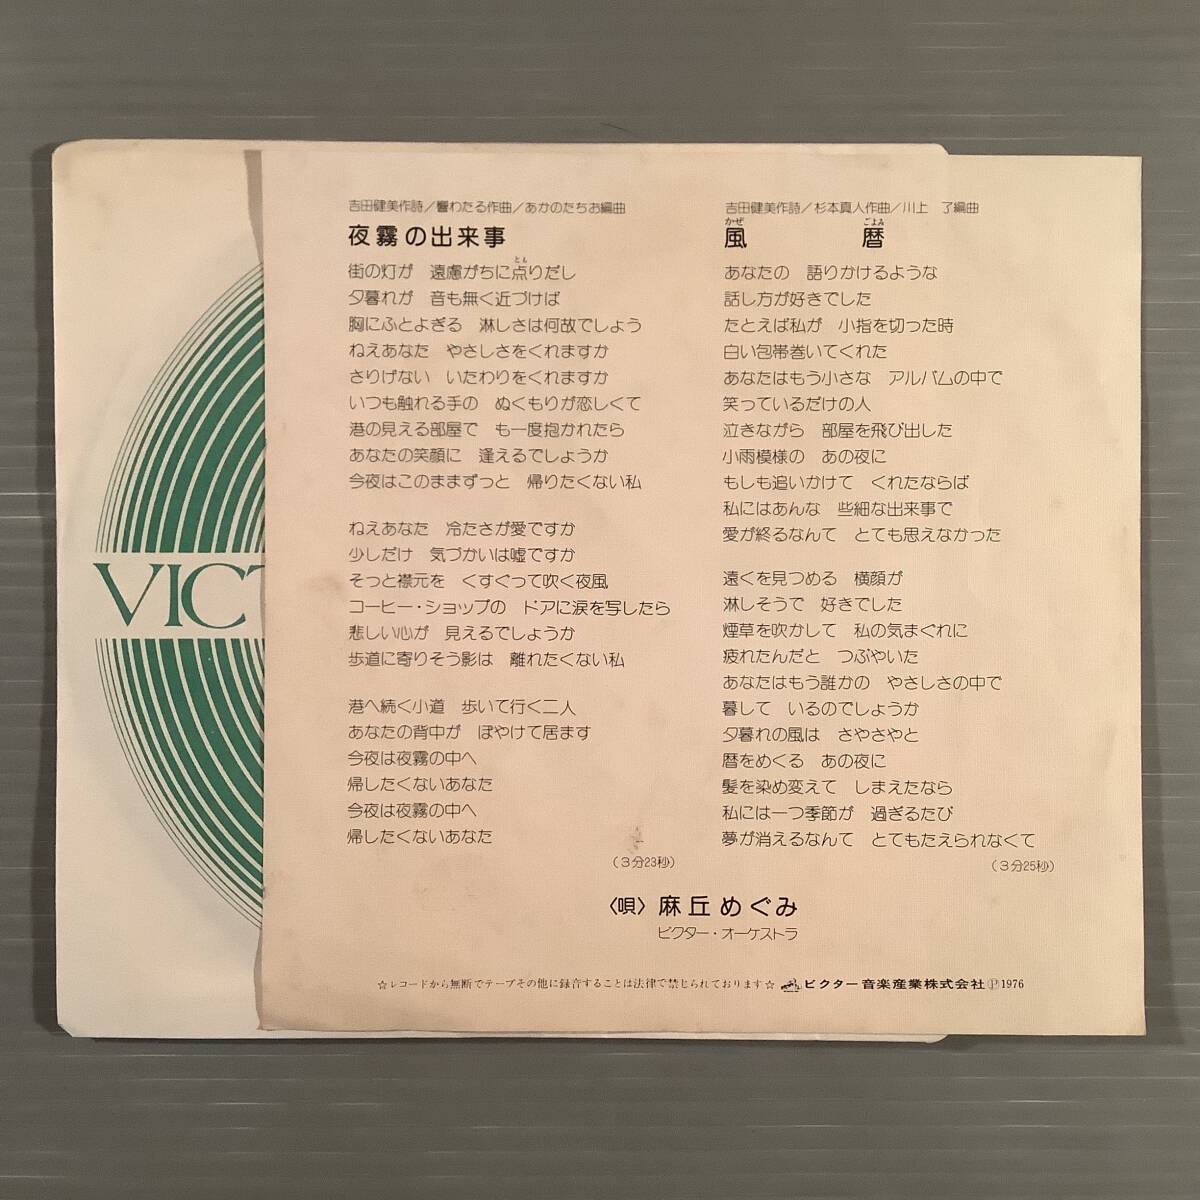 VICT
吉田健美作詩/響わたる作曲/あかのたちお編曲
夜霧の出来事
街の灯が　遠慮がちに点りだし
とも
夕暮れが　音も無く近づけば
胸にふとよぎる　淋しさは何故でしょう
ねえあなた　やさしさをくれますか
さりげない　いたわりをくれますか
いつも触れる手の　ぬくもりが恋しくて
港の見える部屋で　も一度抱かれたら
あなたの笑顔に　逢えるでしょうか
今夜はこのままずっと　帰りたくない私
ねえあなた　冷たさが愛ですか
少しだけ　気づかいは嘘ですか
そっと襟元を　くすぐって吹く夜風
コーヒー・ショップの　ドアに涙を写したら
悲しい心が　見えるでしょうか
歩道に寄りそう影は　離れたくない私
港へ続く小道　歩いて行く二人
あなたの背中が　ぼやけて居ます
今夜は夜霧の中へ
帰したくないあなた
今夜は夜霧の中へ
帰したくないあなた
(3分23秒)
吉田健美作詩/杉本真人作曲/川上　了編曲
かぜ　ごよみ
風　暦
あなたの　語りかけるような
話し方が好きでした
たとえば私が　小指を切った時
白い包帯巻いてくれた
あなたはもう小さな　アルバムの中で
笑っているだけの人
泣きながら　部屋を飛び出した
小雨模様の　あの夜に
もしも追いかけて　くれたならば
私にはあんな　些細な出来事で
愛が終るなんて　とても思えなかった
遠くを見つめる　横顔が
淋しそうで　好きでした
煙草を吹かして　私の気まぐれに
疲れたんだと　つぶやいた
あなたはもう誰かの　やさしさの中で
暮して　いるのでしょうか
夕暮れの風は　さやさやと
暦をめくる　あの夜に
髪を染め変えて　しまえたなら
私には一つ季節が　過ぎるたび
夢が消えるなんて　とてもたえられなくて
(3分25秒)
〈唄〉麻丘めぐみ
ビクター・オーケストラ
☆レコードから無断でテープその他に録音することは法律で禁じられております☆ ビクター音楽産業株式会社Ⓟ1976